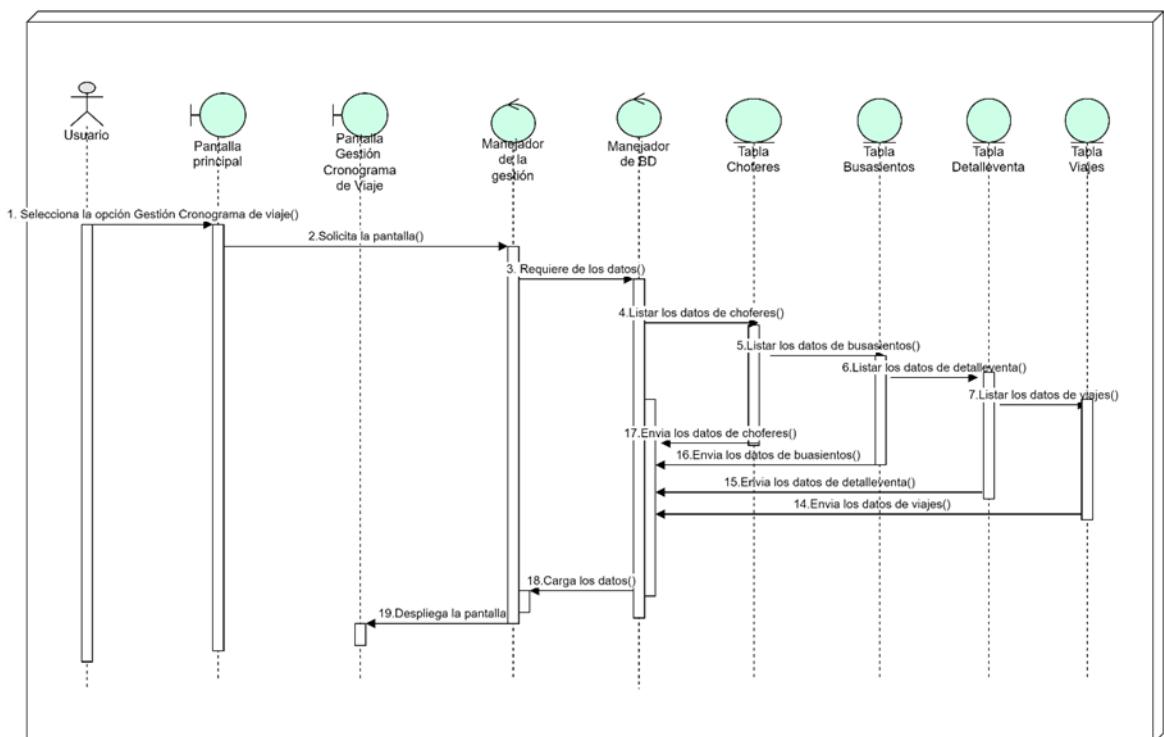 Usuario
Pantalla
principal
Pantalla
Gestión
Cronograma
de Viaje
Manejador
de la
gestión
Manejador
de BD
Tabla
Choferes
Tabla
Busasientos
Tabla
Detalleventa
Tabla
Viajes
1. Selecciona la opción Gestión Cronograma de viaje()
2.Solicita la pantalla()
3. Requiere de los datos()
4.Listar los datos de choferes()
5.Listar los datos de busasientos()
6.Listar los datos de detalleventa()
7.Listar los datos de viajes()
17.Envia los datos de choferes()
16.Envia los datos de buasientos()
15.Envia los datos de detalleventa()
14.Envia los datos de viajes()
18.Carga los datos()
19.Despliega la pantalla